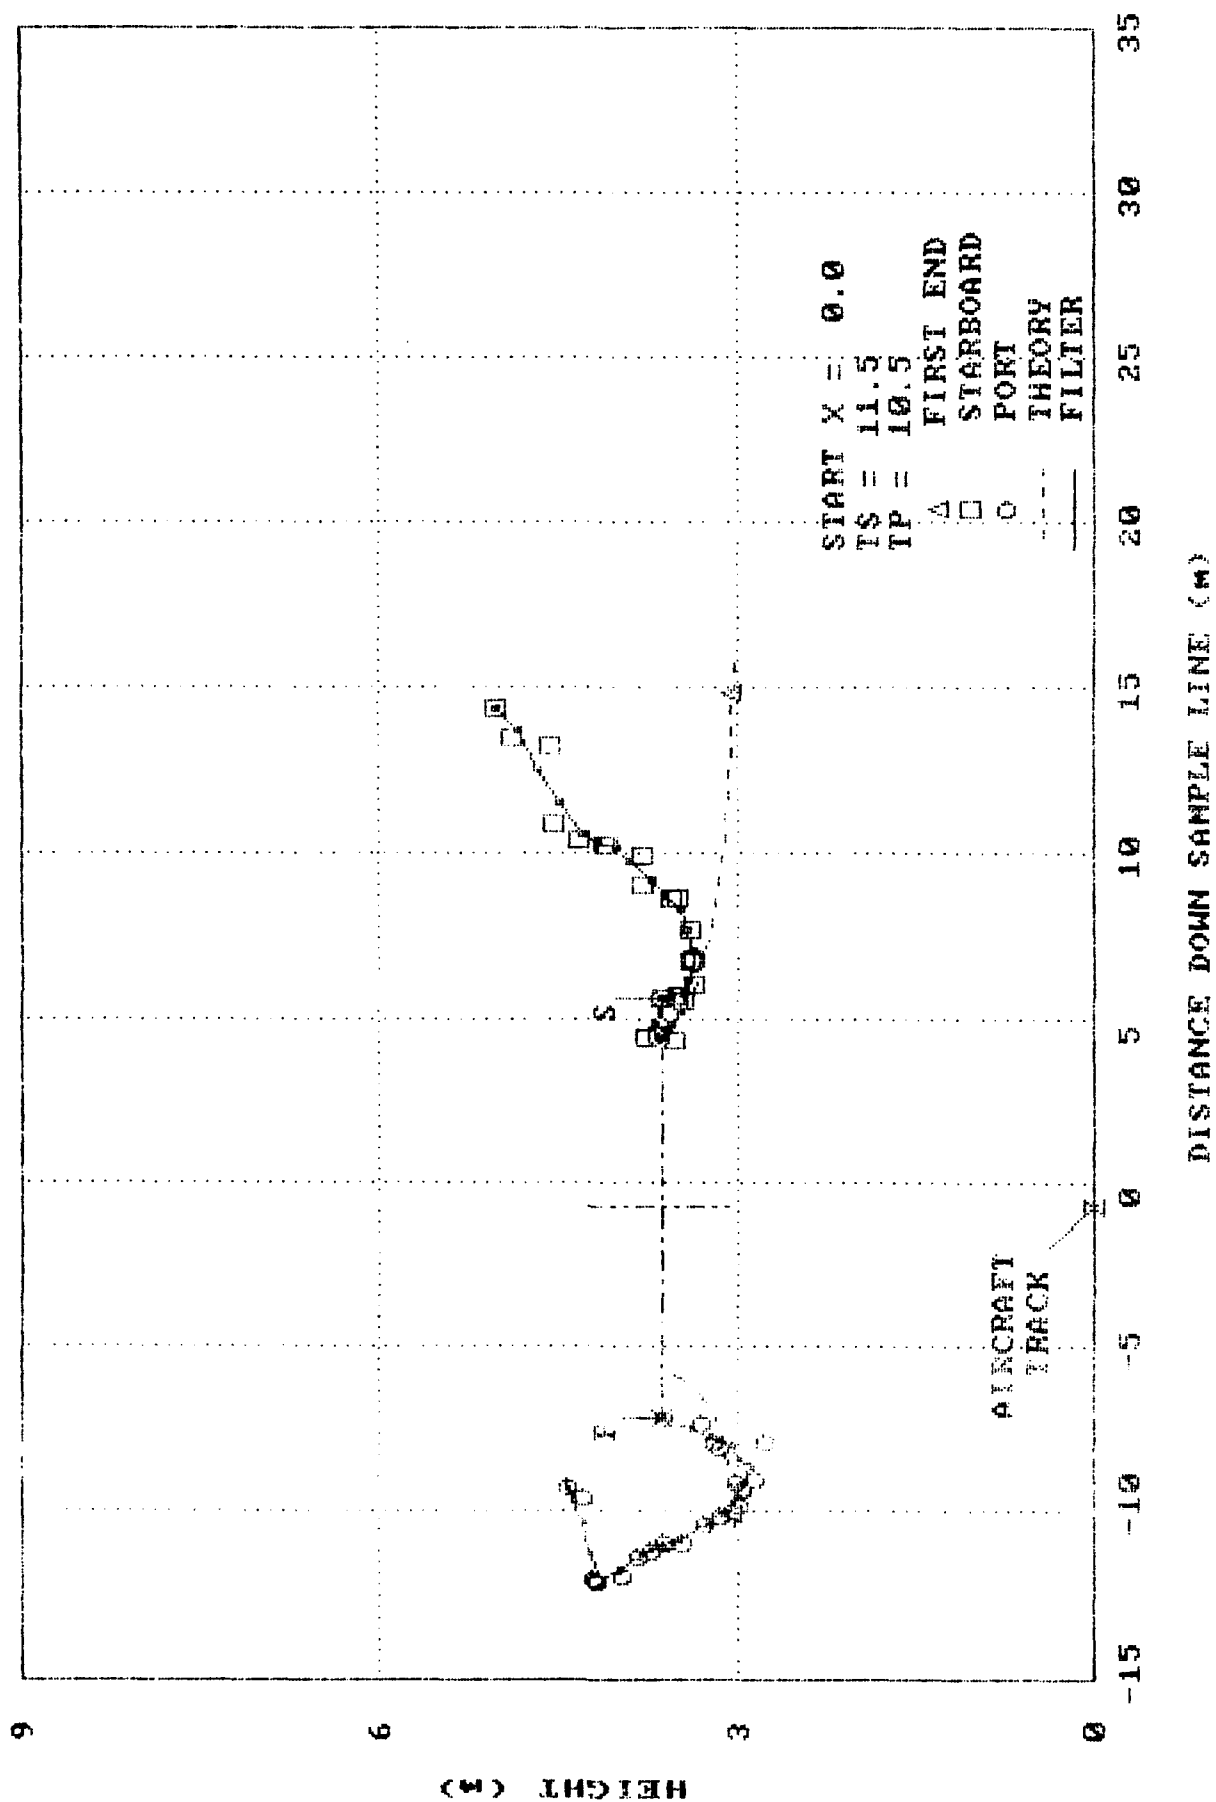 9
6
3
0
HEIGHT (m)
START X = 0.0
TS = 11.5
TP = 10.5
FIRST END
STARBOARD
PORT
THEORY
FILTER
S
P
AIRCRAFT
TRACK
-15
-10
-5
0
5
10
15
20
25
30
35
DISTANCE DOWN SAMPLE LINE (m)